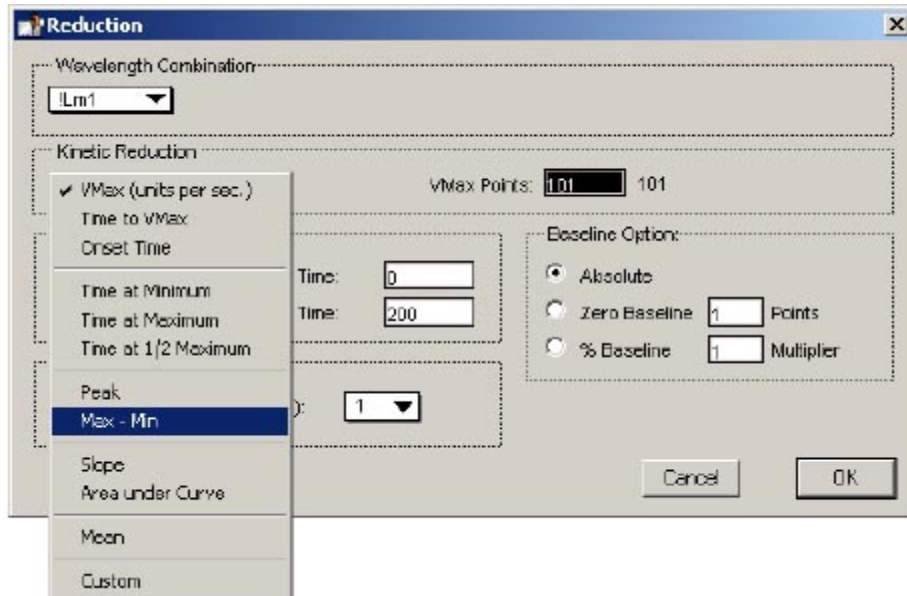 Reduction
Wavelength Combination
!Lm1
Kinetic Reduction
VMax (units per sec.)
Time to VMax
Onset Time
Time at Minimum
Time at Maximum
Time at 1/2 Maximum
Peak
Max - Min
Slope
Area under Curve
Mean
Custom
VMax Points: 101 101
Time: 0
Time: 200
): 1
Baseline Option:
Absolute
Zero Baseline 1 Points
% Baseline 1 Multiplier
Cancel
OK